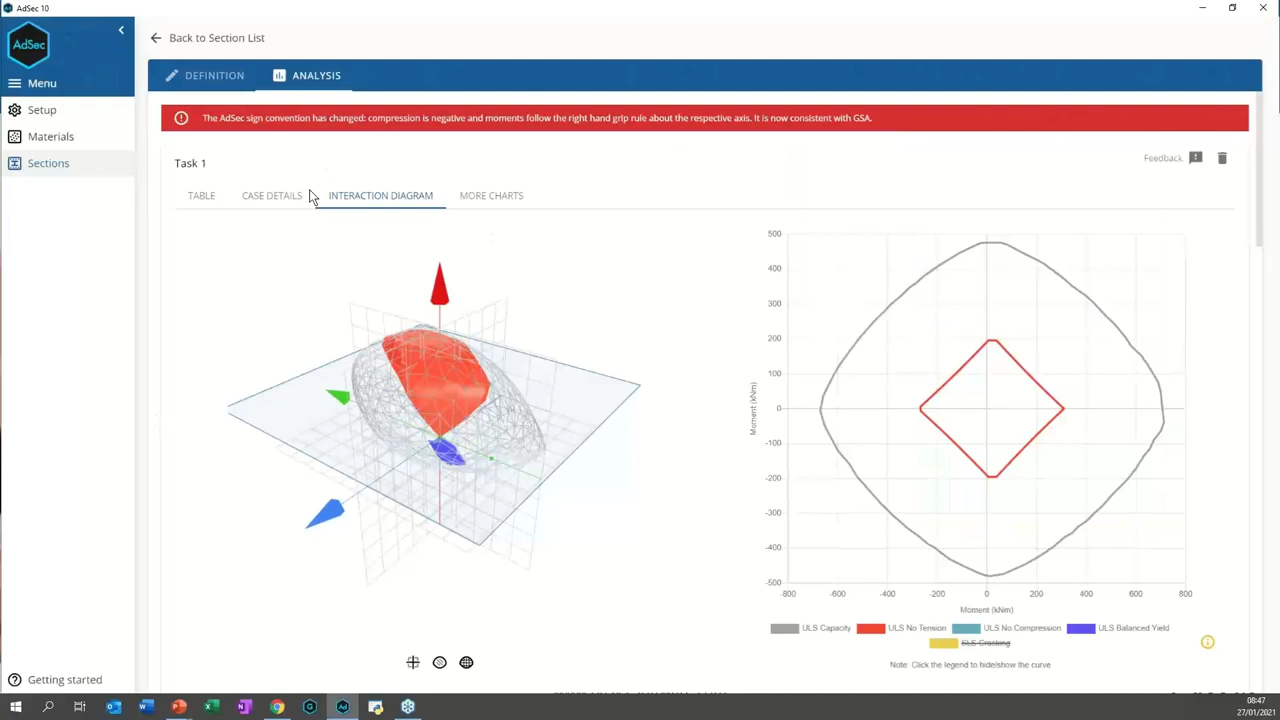 AdSec 10
AdSec
Menu
Setup
Materials
Sections
Getting started
Back to Section List
DEFINITION
ANALYSIS
The AdSec sign convention has changed: compression is negative and moments follow the right hand grip rule about the respective axis. It is now consistent with GSA.
Task 1
Feedback
TABLE
CASE DETAILS
INTERACTION DIAGRAM
MORE CHARTS
500
400
300
200
100
0
-100
-200
-300
-400
-500
Moment (kNm)
-800 -600 -400 -200 0 200 400 600 800
Moment (kNm)
ULS Capacity ULS No Tension ULS No Compression ULS Balanced Yield
SLS Cracking
Note: Click the legend to hide/show the curve
08:47
27/01/2021